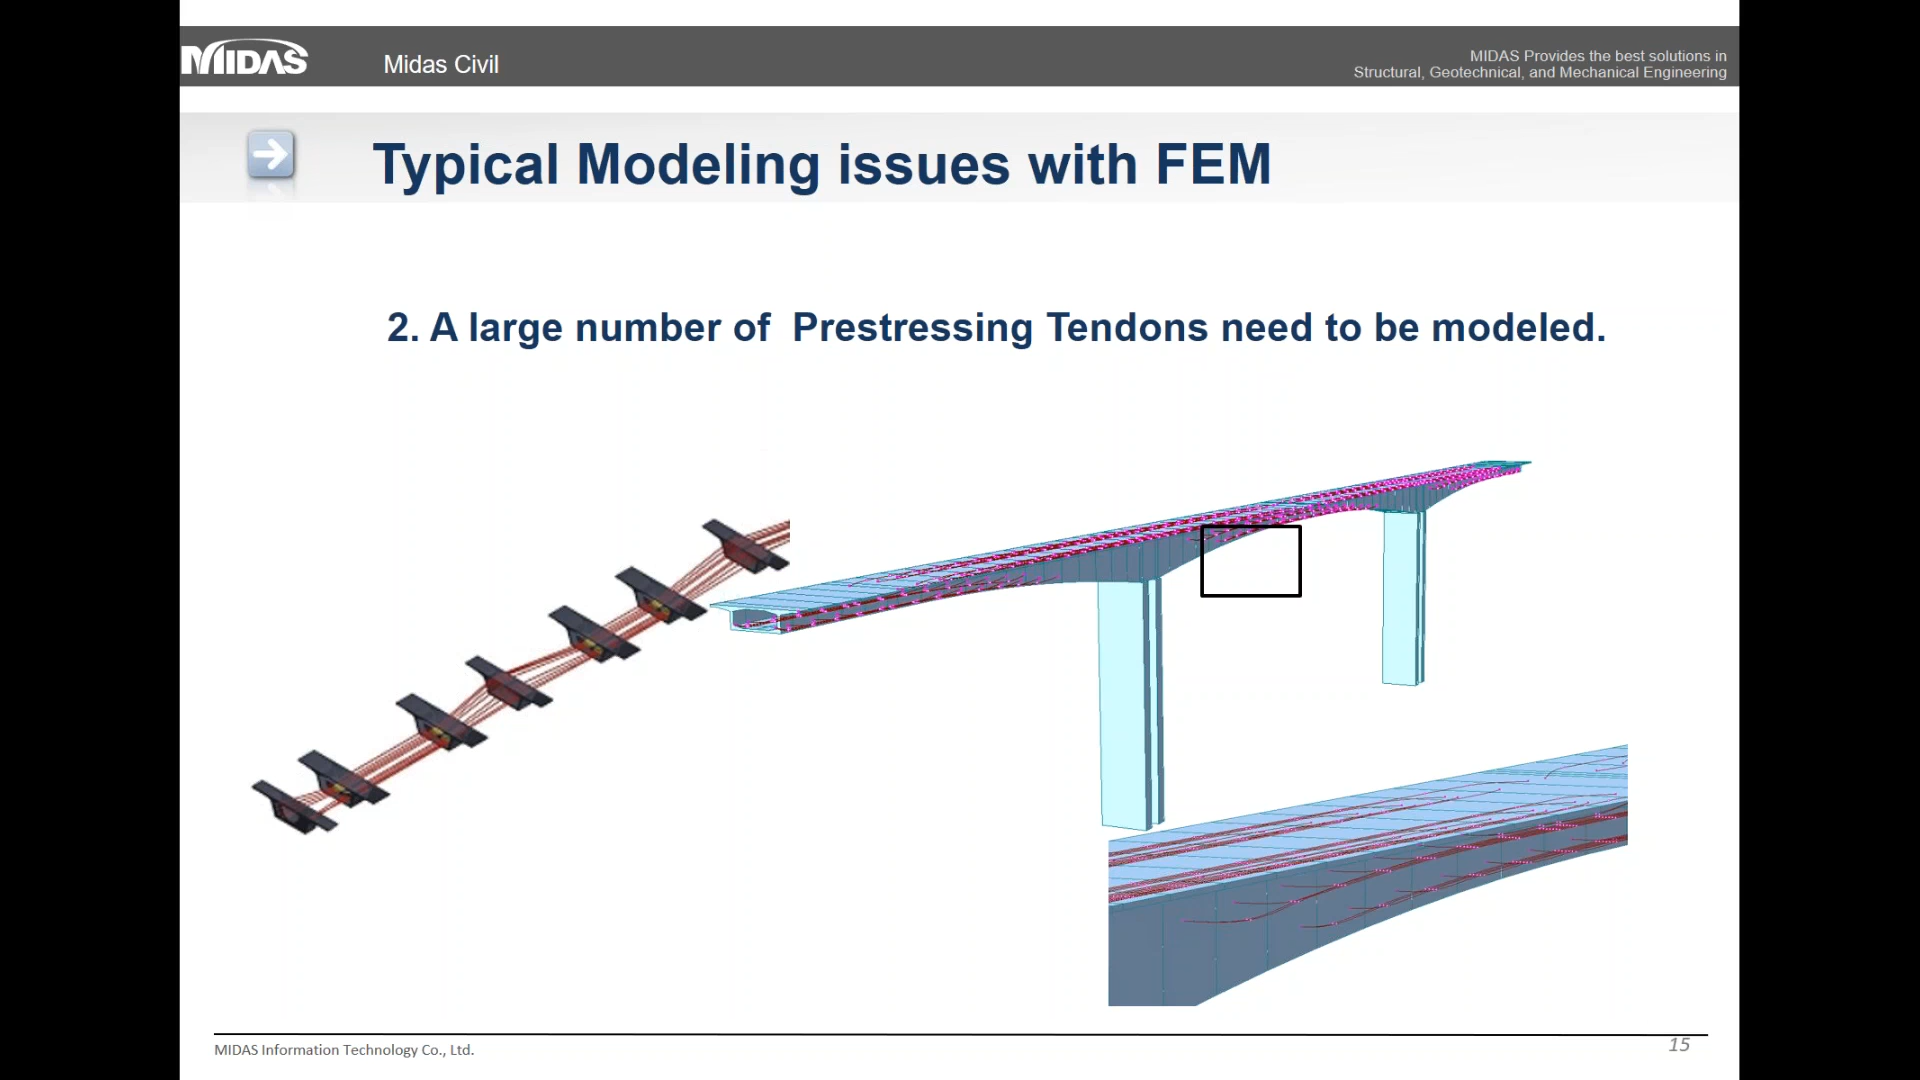 MIDAS
Midas Civil
MIDAS Provides the best solutions in
Structural, Geotechnical, and Mechanical Engineering
Typical Modeling issues with FEM
2. A large number of  Prestressing Tendons need to be modeled.
MIDAS Information Technology Co., Ltd.
15